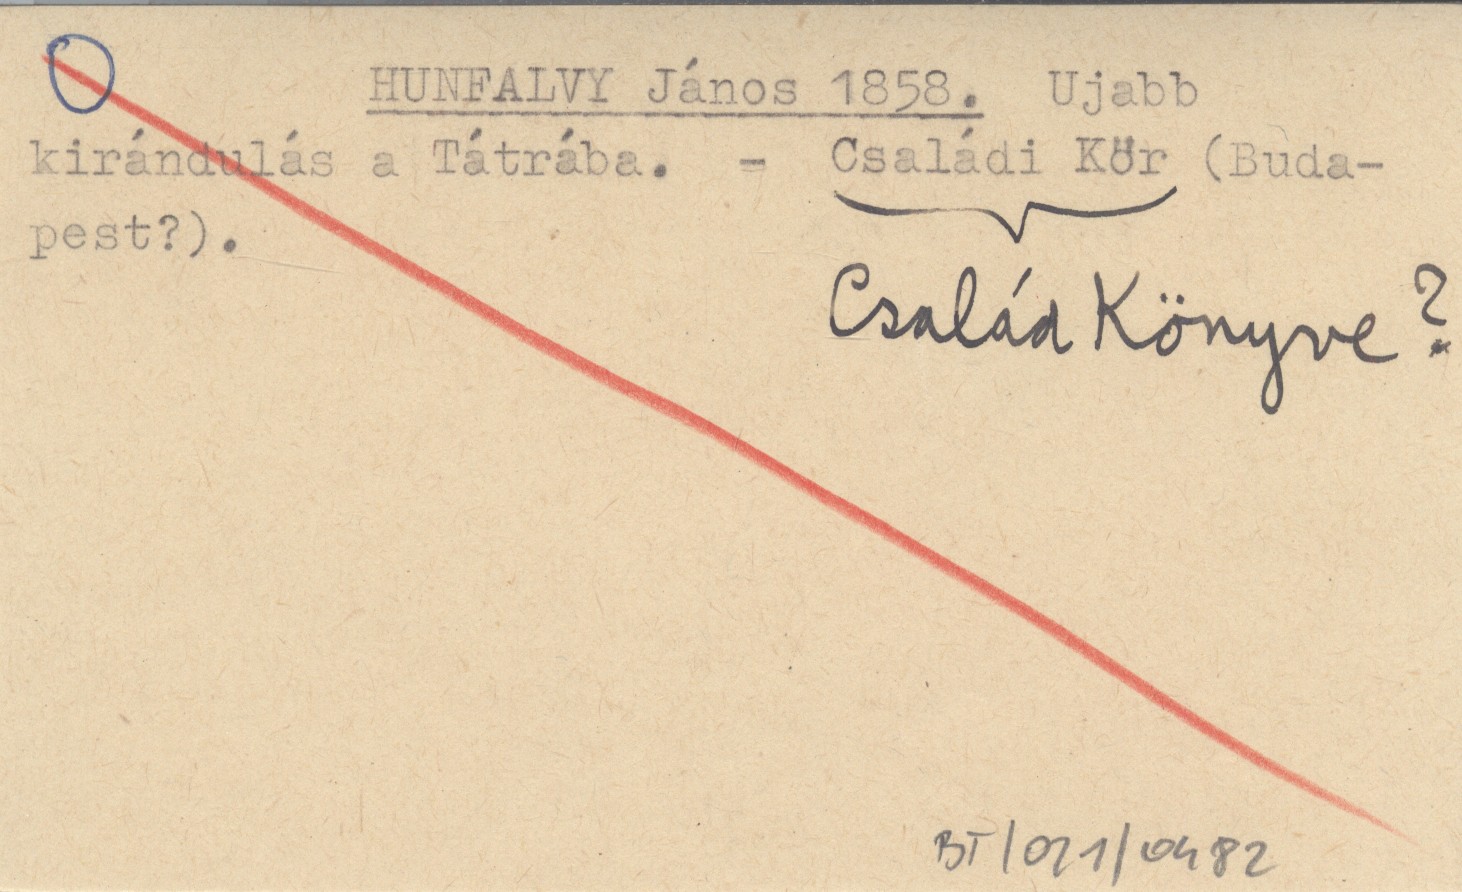 HUNFALVY János 1858. Ujabb
kirándulás a Tátrába. - Családi Kör (Buda-
pest?).
Család Könyve?
BT/021/0482